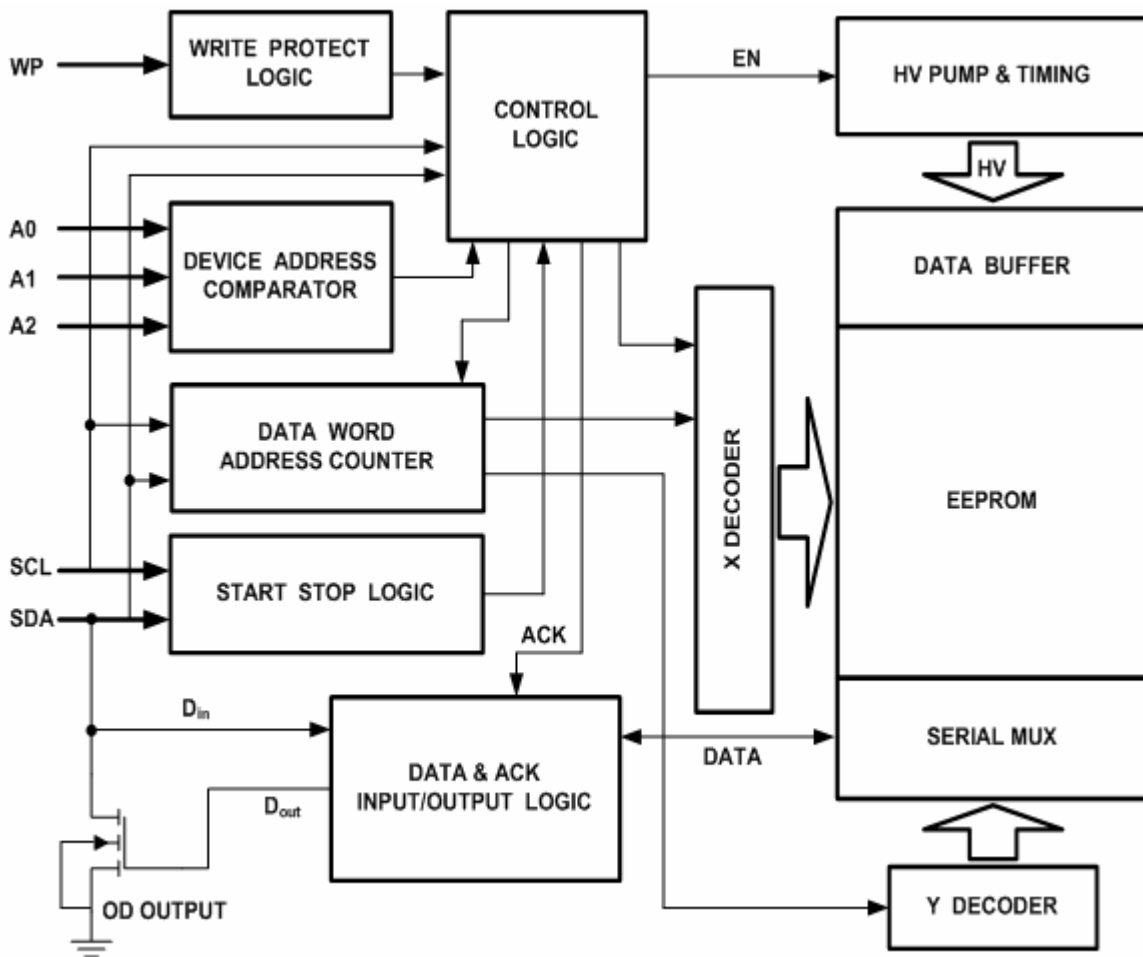 WP
WRITE PROTECT
LOGIC
CONTROL
LOGIC
EN
HV PUMP & TIMING
HV
A0
A1
A2
DEVICE ADDRESS
COMPARATOR
DATA BUFFER
DATA WORD
ADDRESS COUNTER
X DECODER
EEPROM
SCL
SDA
START STOP LOGIC
ACK
Din
DATA & ACK
INPUT/OUTPUT LOGIC
DATA
SERIAL MUX
Dout
OD OUTPUT
Y DECODER